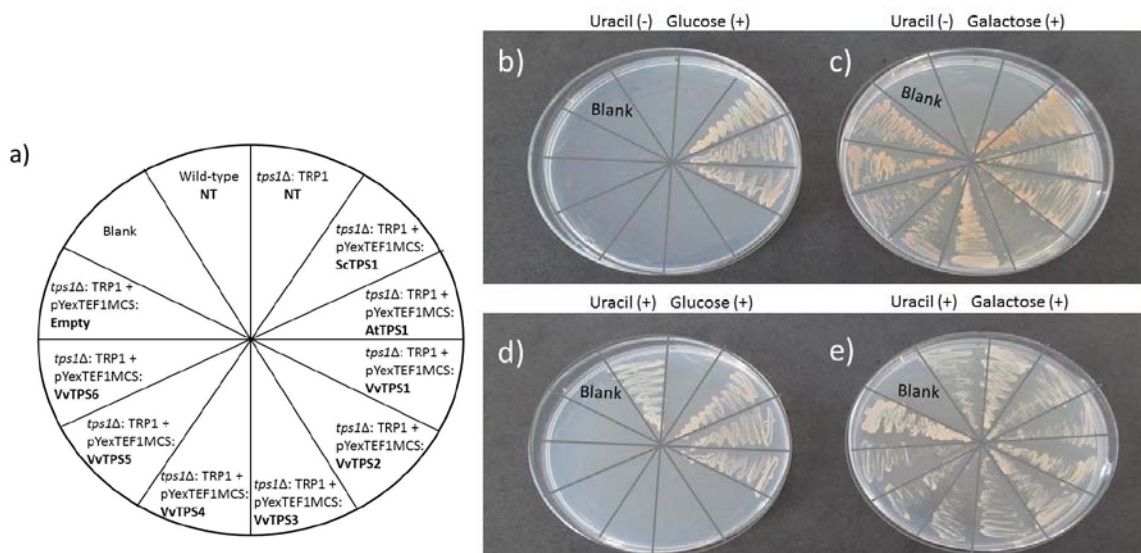 a)
Wild-type
NT
tps1Δ: TRP1
NT
tps1Δ: TRP1 +
pYexTEF1MCS:
ScTPS1
tps1Δ: TRP1 +
pYexTEF1MCS:
AtTPS1
tps1Δ: TRP1 +
pYexTEF1MCS:
VvTPS1
tps1Δ: TRP1 +
pYexTEF1MCS:
VvTPS2
tps1Δ: TRP1 +
pYexTEF1MCS:
VvTPS3
tps1Δ: TRP1 +
pYexTEF1MCS:
VvTPS4
tps1Δ: TRP1 +
pYexTEF1MCS:
VvTPS5
tps1Δ: TRP1 +
pYexTEF1MCS:
VvTPS6
tps1Δ: TRP1 +
pYexTEF1MCS:
Empty
Blank
Uracil (-) Glucose (+)
b)
Blank
Uracil (-) Galactose (+)
c)
Blank
Uracil (+) Glucose (+)
d)
Blank
Uracil (+) Galactose (+)
e)
Blank